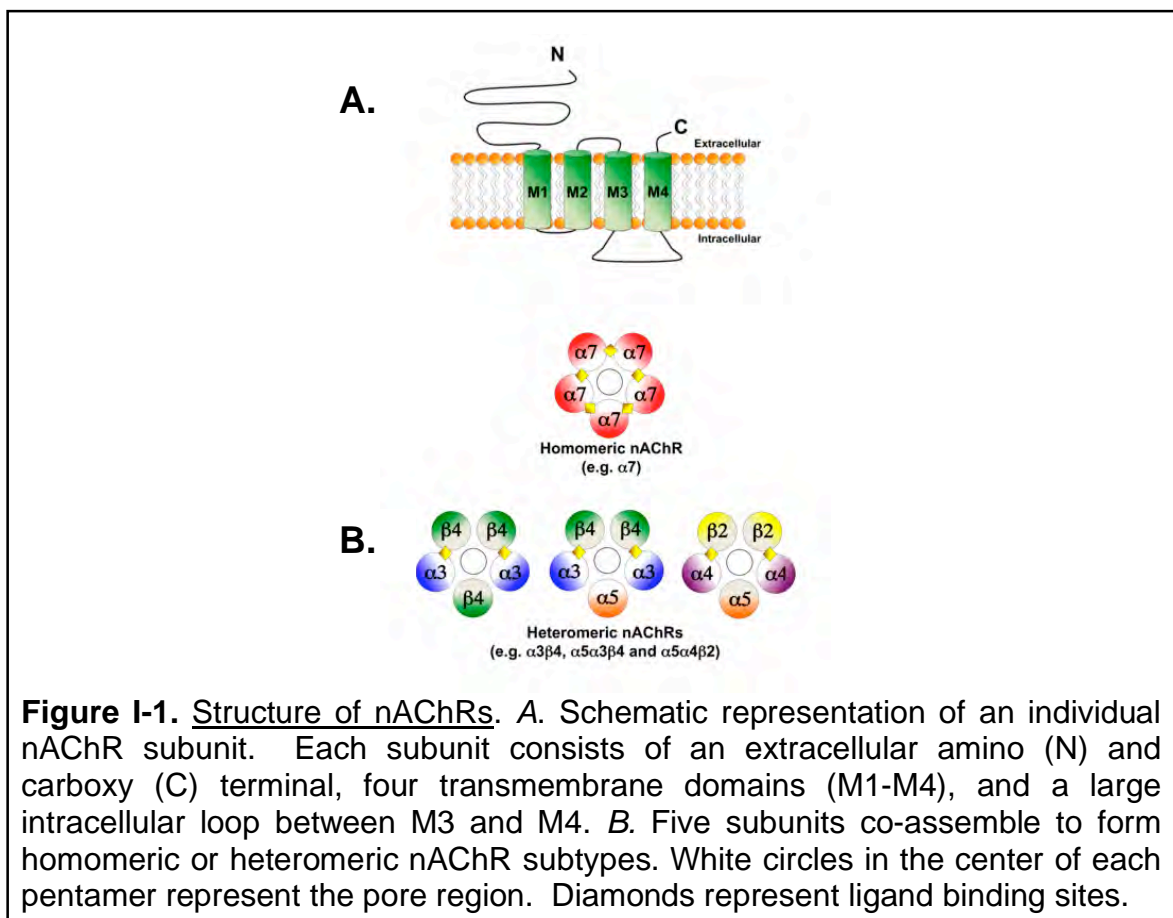 N
A.
C
Extracellular
M1 M2 M3 M4
Intracellular
α7 α7
α7 α7
α7
Homomeric nAChR
(e.g. α7)
B.
β4 β4 β4 β4 β2 β2
α3 α3 α3 α3 α4 α4
β4 α5 α5
Heteromeric nAChRs
(e.g. α3β4, α5α3β4 and α5α4β2)
Figure I-1. Structure of nAChRs. A. Schematic representation of an individual
nAChR subunit. Each subunit consists of an extracellular amino (N) and
carboxy (C) terminal, four transmembrane domains (M1-M4), and a large
intracellular loop between M3 and M4. B. Five subunits co-assemble to form
homomeric or heteromeric nAChR subtypes. White circles in the center of each
pentamer represent the pore region. Diamonds represent ligand binding sites.